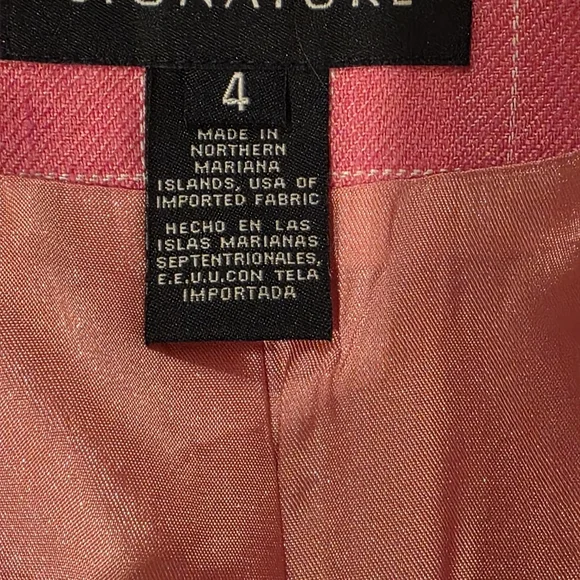 SIGNATURE
4
MADE IN
NORTHERN
MARIANA
ISLANDS, USA OF
IMPORTED FABRIC
HECHO EN LAS
ISLAS MARIANAS
SEPTENTRIONALES,
E.E.U.U.CON TELA
IMPORTADA